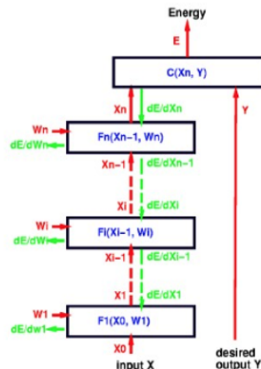 Energy
E
C(Xn, Y)
Xn dE/dXn Y
Wn
Fn(Xn-1, Wn)
dE/dWn
Xn-1 dE/dXn-1
Xi dE/dXi
Wi
Fi(Xi-1, Wi)
dE/dWi
Xi-1 dE/dXi-1
X1 dE/dX1
W1
F1(X0, W1)
dE/dw1
X0
input X desired
output Y